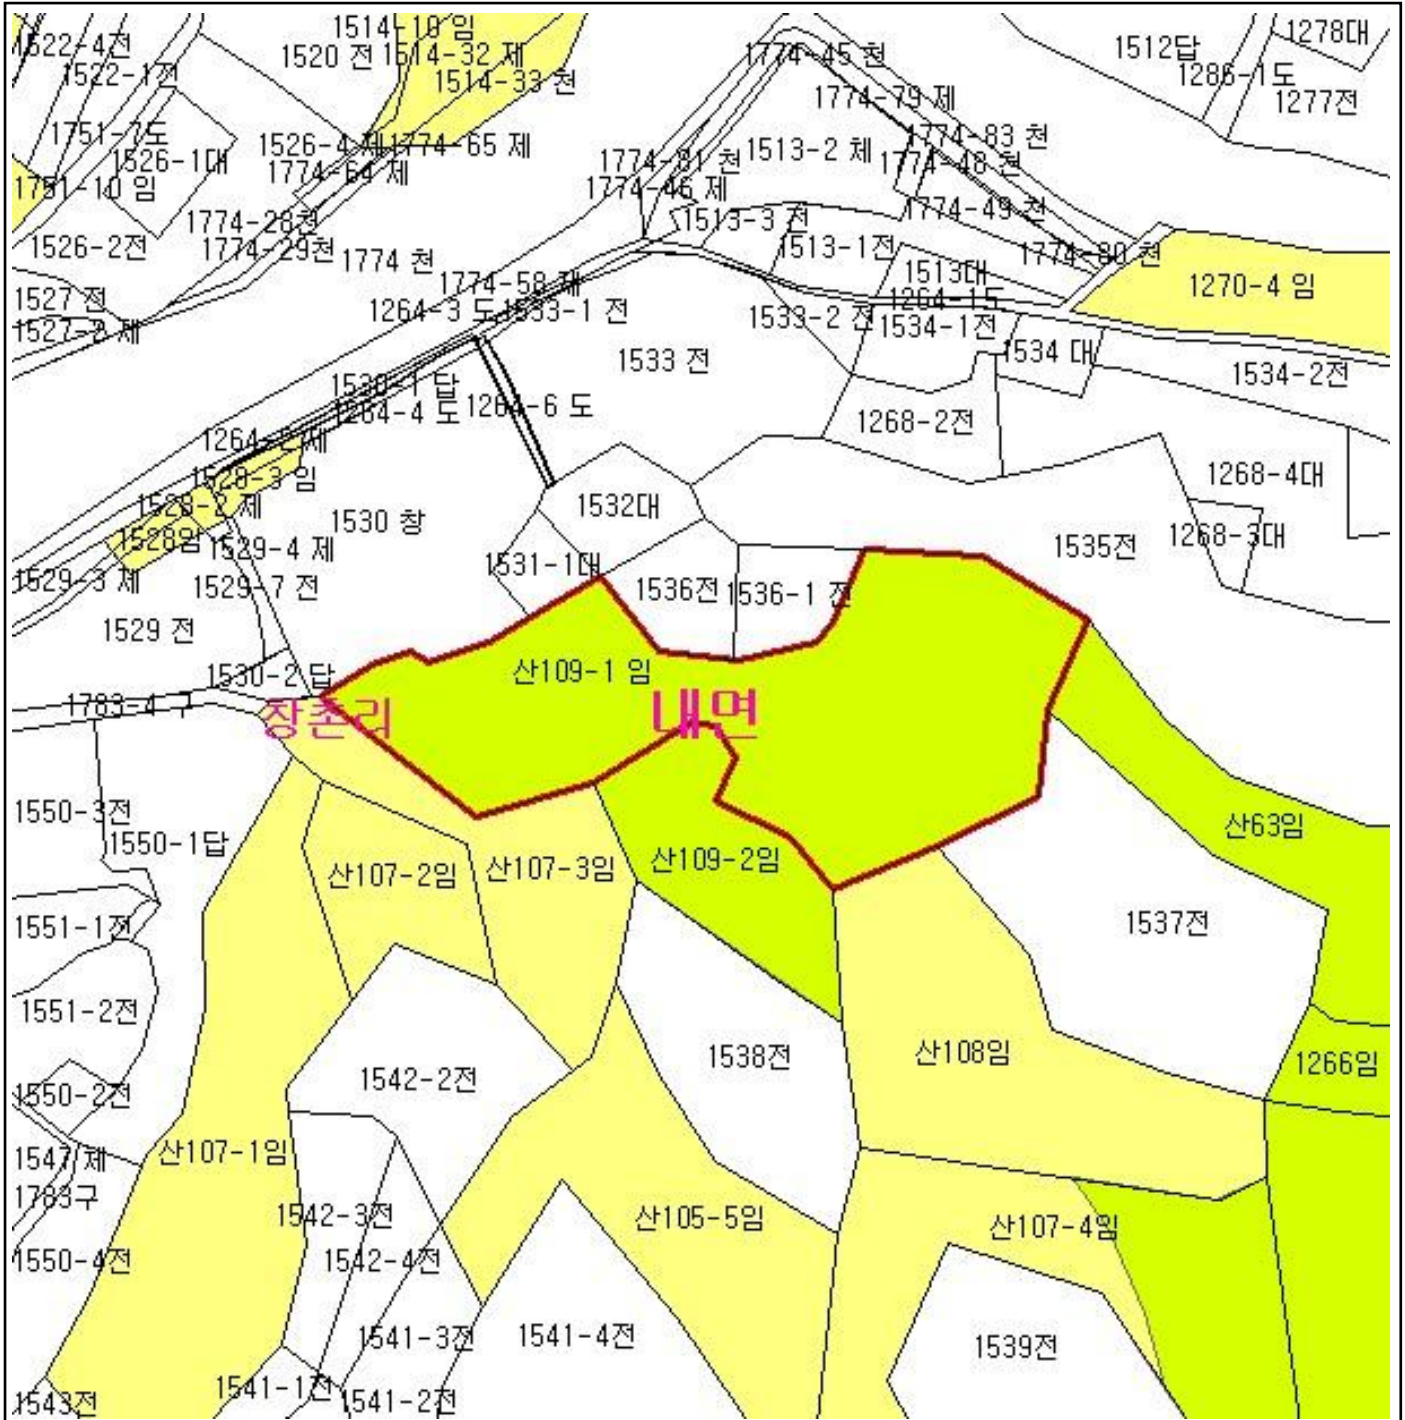 1514-10 임
1278대
1522-4전
1520 전
1514-32 제
1774-45 천
1512답
1522-1전
1514-33 천
1286-1도
1774-79 제
1277전
1751-7도
1526-4 제
1774-65 제
1774-83 천
1526-1대
1774-64 제
1774-81 천
1513-2 체
1774-48 천
1751-10 임
1774-46 제
1774-28천
1513-3 전
1774-49 천
1526-2전
1774-29천
1774 천
1513-1전
1774-80 천
1774-58 제
1513대
1270-4 임
1527 전
1264-3 도
1533-1 전
1264-1도
1527-2 제
1533-2 전
1534-1전
1533 전
1534 대
1534-2전
1530-1 답
1264-4 도
1264-6 도
1268-2전
1528-3 임
1268-4대
1528-2 제
1532대
1530 창
1528임
1529-4 제
1535전
1268-3대
1529-3 제
1529-7 전
1531-1대
1536전
1536-1 전
1529 전
1530-2 답
산109-1 임
1783-4 구
창촌리
내면
1550-3전
산63임
1550-1답
산107-2임
산107-3임
산109-2임
1551-1전
1537전
1551-2전
1538전
산108임
1266임
1550-2전
1542-2전
1547 체
산107-1임
1783구
1542-3전
산105-5임
산107-4임
1550-4전
1542-4전
1541-3전
1541-4전
1539전
1541-1전
1543전
1541-2전